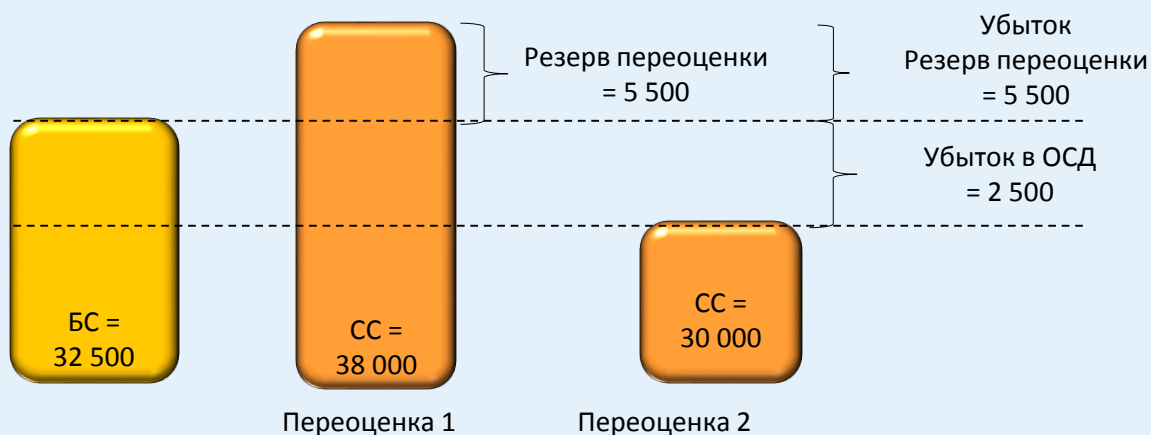 Резерв переоценки
= 5 500
Убыток
Резерв переоценки
= 5 500
Убыток в ОСД
= 2 500
БС =
32 500
СС =
38 000
СС =
30 000
Переоценка 1
Переоценка 2